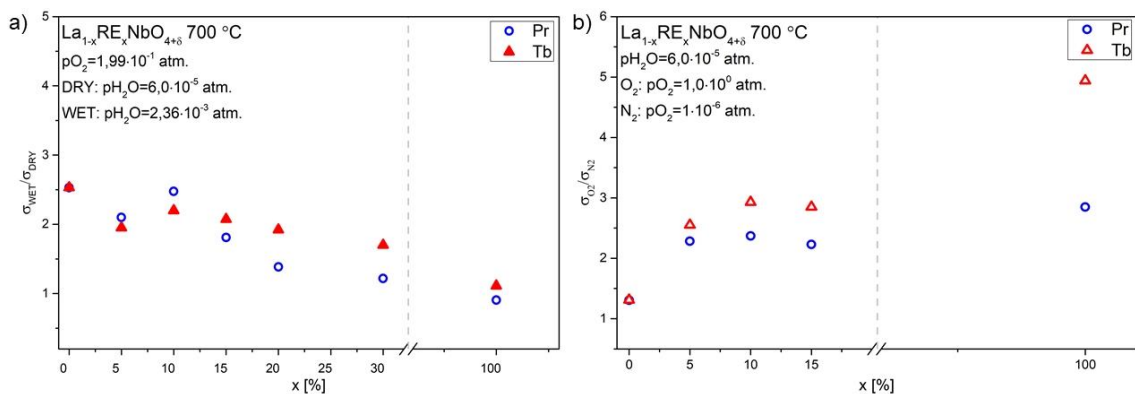 a)
La₁₋ₓREₓNbO₄₊δ 700 °C
pO₂=1,99·10⁻¹ atm.
DRY: pH₂O=6,0·10⁻⁵ atm.
WET: pH₂O=2,36·10⁻³ atm.
Pr
Tb
5
4
3
2
1
σWET/σDRY
0 5 10 15 20 25 30 100
x [%]
b)
La₁₋ₓREₓNbO₄₊δ 700 °C
pH₂O=6,0·10⁻⁵ atm.
O₂: pO₂=1,0·10⁰ atm.
N₂: pO₂=1·10⁻⁶ atm.
Pr
Tb
6
5
4
3
2
1
σO2/σN2
0 5 10 15 100
x [%]